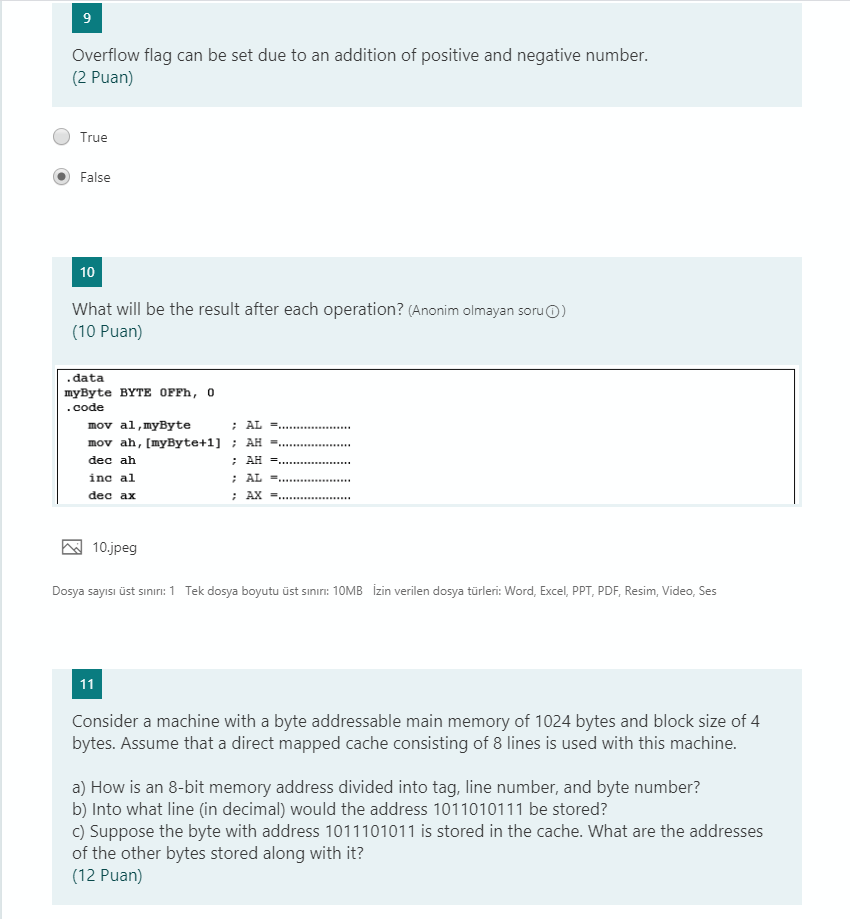 9
Overflow flag can be set due to an addition of positive and negative number.
(2 Puan)
True
False
10
What will be the result after each operation? (Anonim olmayan soru ⓘ)
(10 Puan)
.data
myByte BYTE 0FFh, 0
.code
mov al,myByte ; AL =....................
mov ah,[myByte+1] ; AH =....................
dec ah ; AH =....................
inc al ; AL =....................
dec ax ; AX =....................
10.jpeg
Dosya sayısı üst sınırı: 1 Tek dosya boyutu üst sınırı: 10MB İzin verilen dosya türleri: Word, Excel, PPT, PDF, Resim, Video, Ses
11
Consider a machine with a byte addressable main memory of 1024 bytes and block size of 4
bytes. Assume that a direct mapped cache consisting of 8 lines is used with this machine.
a) How is an 8-bit memory address divided into tag, line number, and byte number?
b) Into what line (in decimal) would the address 1011010111 be stored?
c) Suppose the byte with address 1011101011 is stored in the cache. What are the addresses
of the other bytes stored along with it?
(12 Puan)